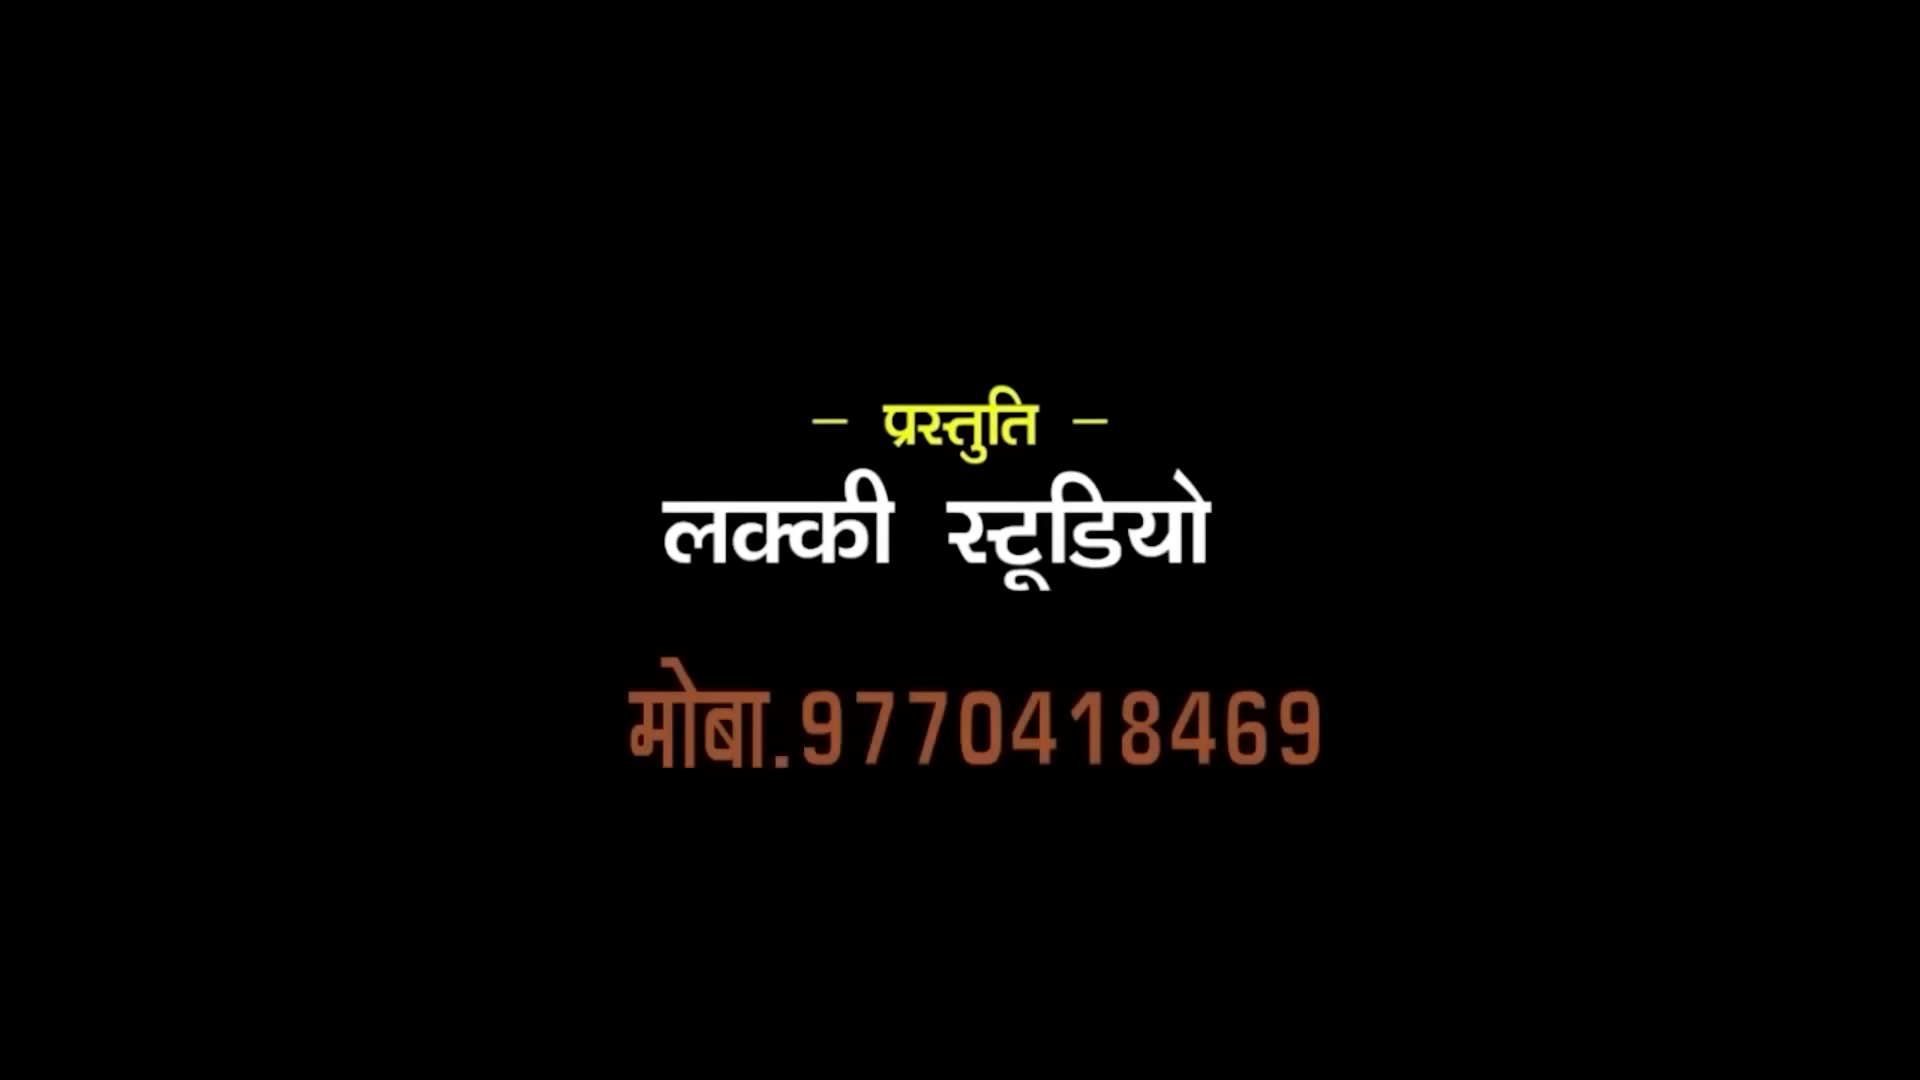 – प्रस्तुति –
लक्की स्टूडियो
मोबा.9770418469